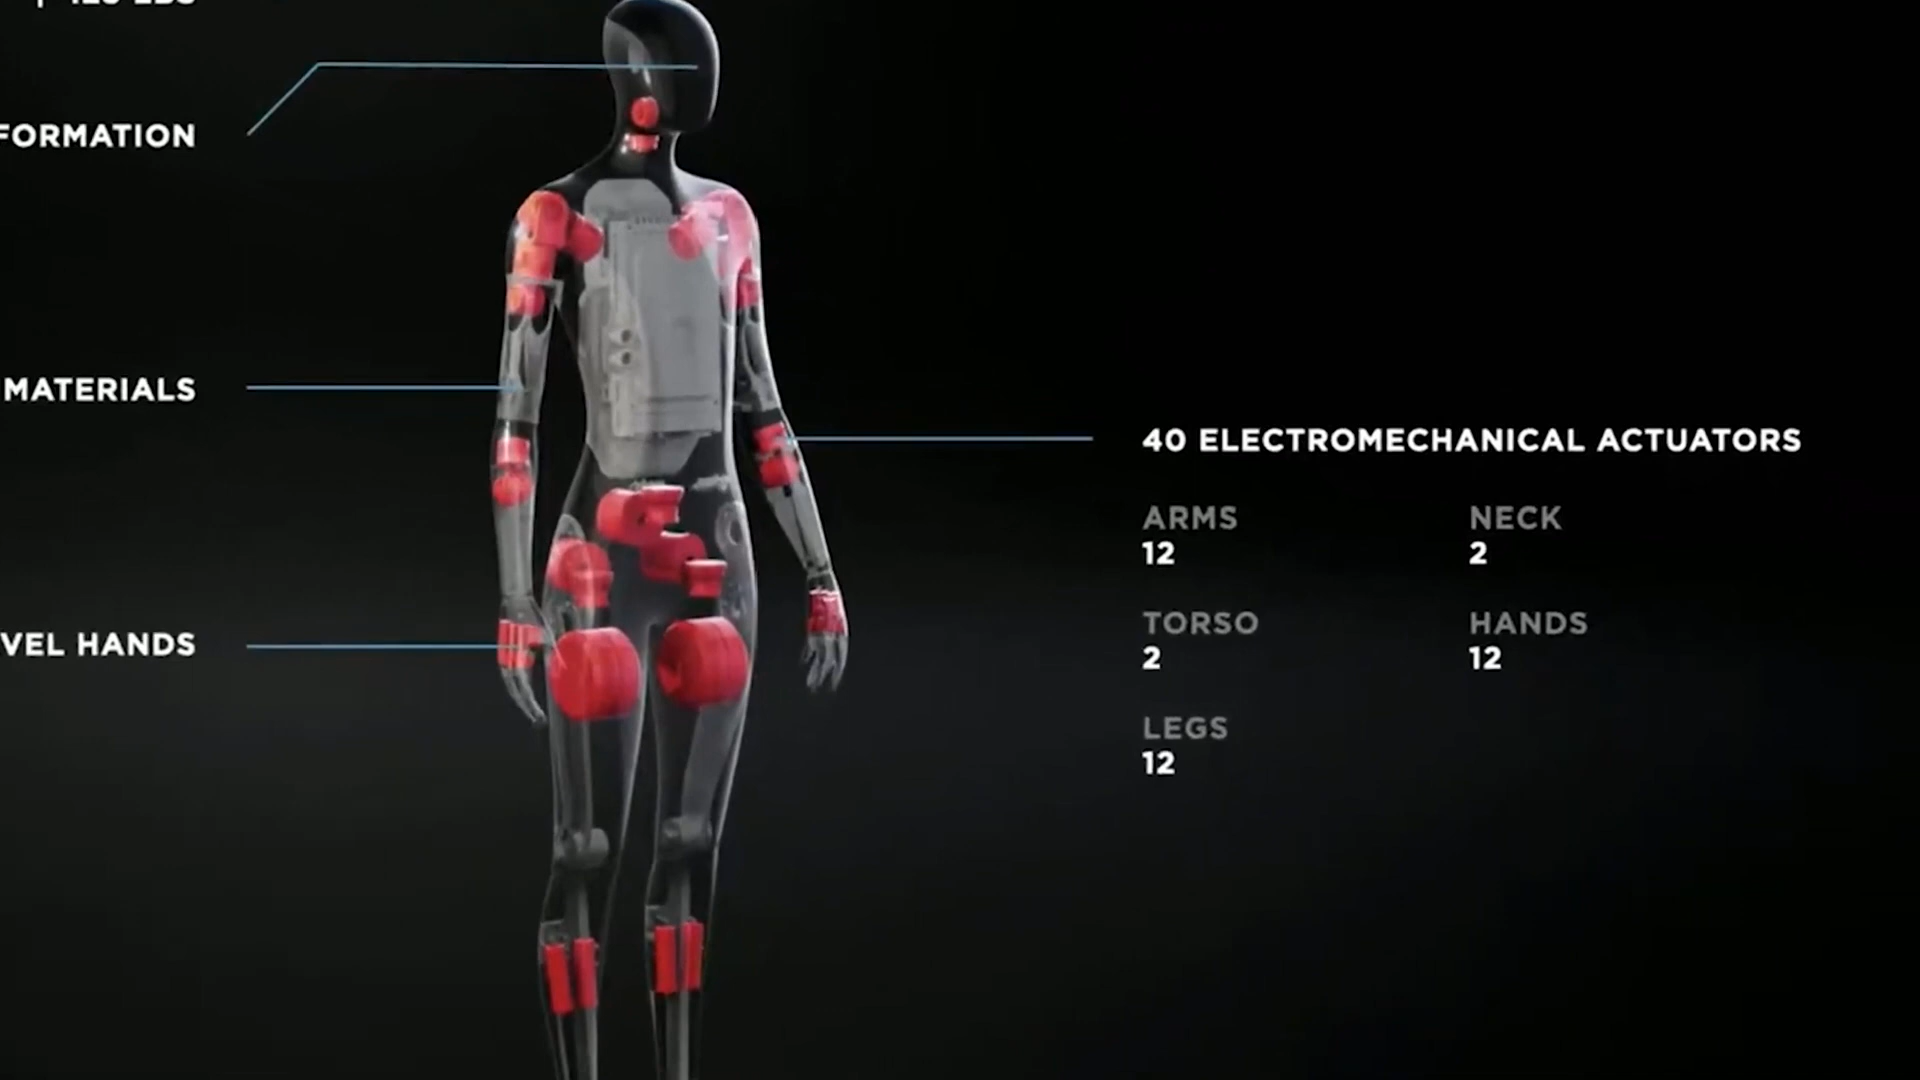 FORMATION
MATERIALS
VEL HANDS
40 ELECTROMECHANICAL ACTUATORS
ARMS
12
NECK
2
TORSO
2
HANDS
12
LEGS
12